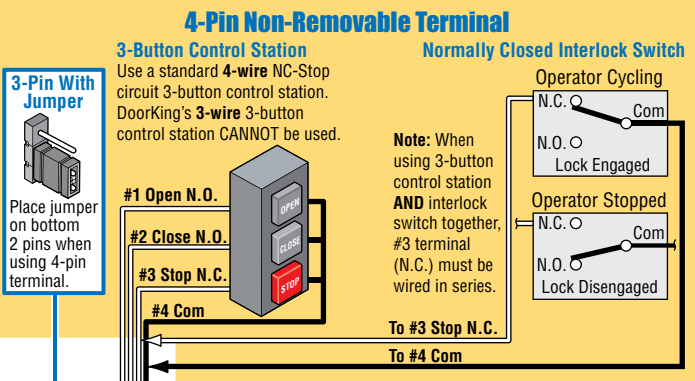 4-Pin Non-Removable Terminal
3-Button Control Station
Use a standard 4-wire NC-Stop
circuit 3-button control station.
DoorKing's 3-wire 3-button
control station CANNOT be used.
3-Pin With
Jumper
Place jumper
on bottom
2 pins when
using 4-pin
terminal.
#1 Open N.O.
#2 Close N.O.
#3 Stop N.C.
#4 Com
OPEN
CLOSE
STOP
Normally Closed Interlock Switch
Note: When
using 3-button
control station
AND interlock
switch together,
#3 terminal
(N.C.) must be
wired in series.
Operator Cycling
N.C.
Com
N.O.
Lock Engaged
Operator Stopped
N.C.
Com
N.O.
Lock Disengaged
To #3 Stop N.C.
To #4 Com